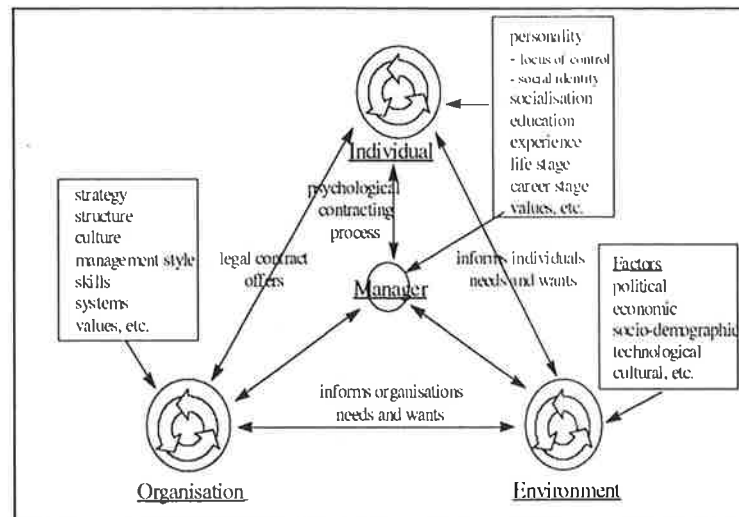 personality
- locus of control
- social identity
socialisation
education
experience
life stage
career stage
values, etc.
Individual
psychological
contracting
process
strategy
structure
culture
management style
skills
systems
values, etc.
legal contract
offers
informs individuals
needs and wants
Manager
Factors
political
economic
socio-demographic
technological
cultural, etc.
informs organisations
needs and wants
Organisation
Environment